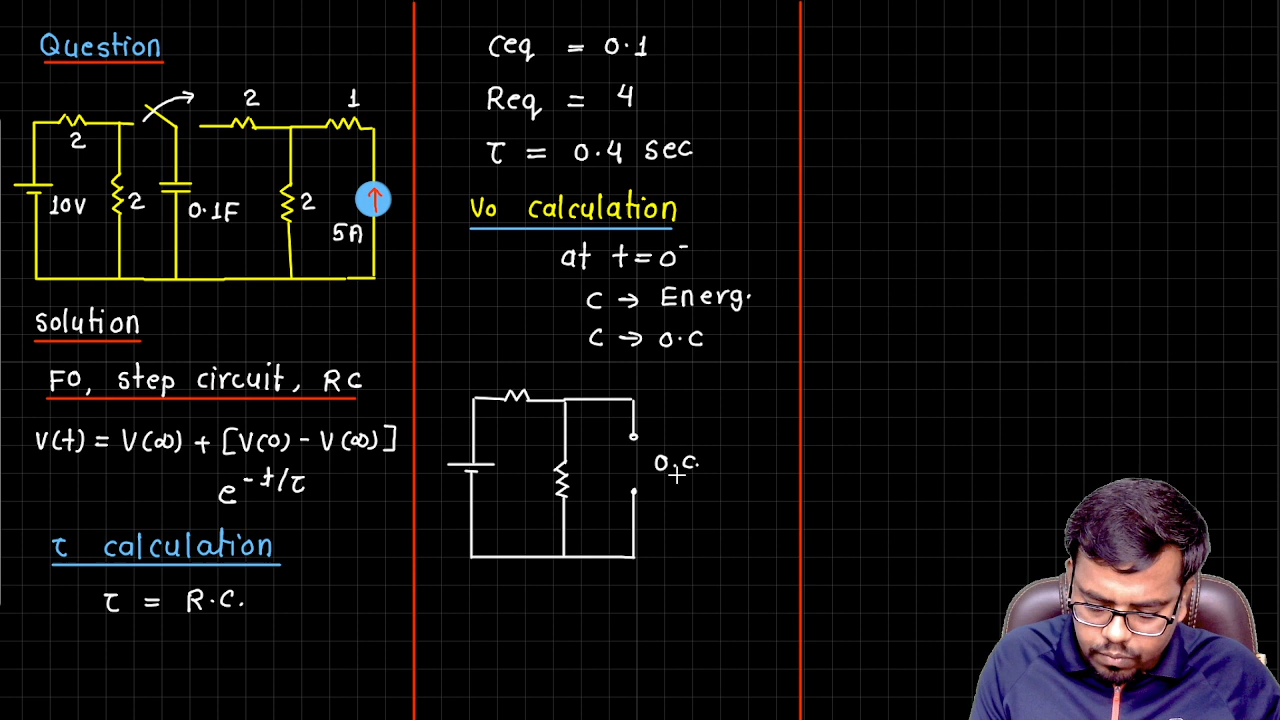 Question
2
1
2
10V
2
0.1F
2
5A
Solution
FO, step circuit, RC
V(t) = V(∞) + [V(0) - V(∞)]
e^-t/τ
τ calculation
τ = R.C.
Ceq = 0.1
Req = 4
τ = 0.4 sec
Vo calculation
at t=0⁻
C → Energ.
C → O.C
O.C.